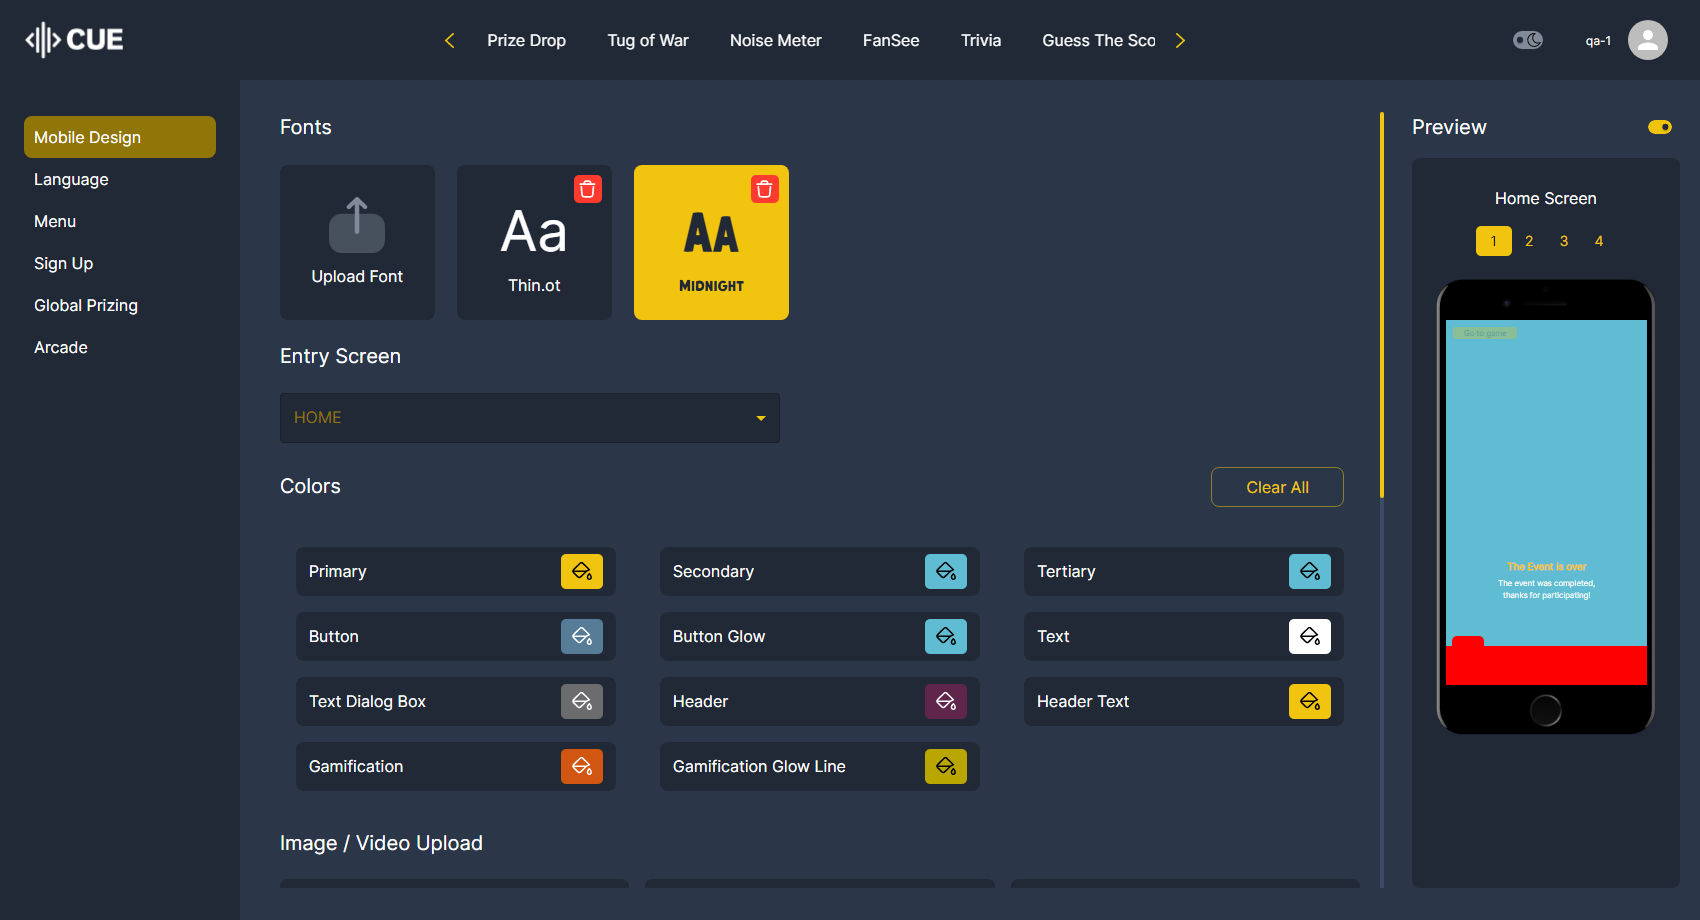 CUE
Prize Drop
Tug of War
Noise Meter
FanSee
Trivia
Guess The Sco
qa-1
Mobile Design
Language
Menu
Sign Up
Global Prizing
Arcade
Fonts
Upload Font
Aa
Thin.ot
AA
MIDNIGHT
Entry Screen
HOME
Colors
Clear All
Primary
Secondary
Tertiary
Button
Button Glow
Text
Text Dialog Box
Header
Header Text
Gamification
Gamification Glow Line
Image / Video Upload
Preview
Home Screen
1 2 3 4
Go to game
The Event is over
The event was completed,
thanks for participating!